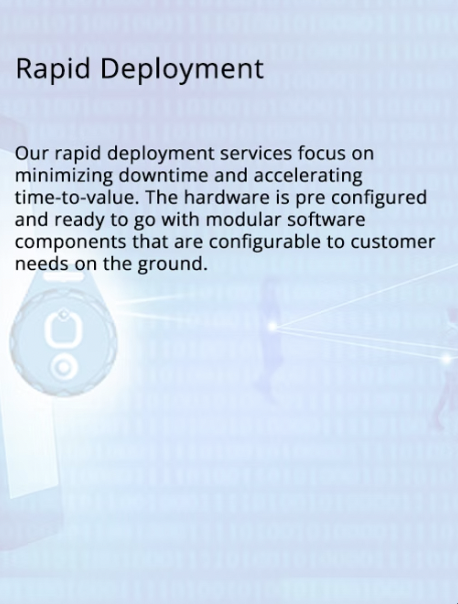 Rapid Deployment
Our rapid deployment services focus on
minimizing downtime and accelerating
time-to-value. The hardware is pre configured
and ready to go with modular software
components that are configurable to customer
needs on the ground.